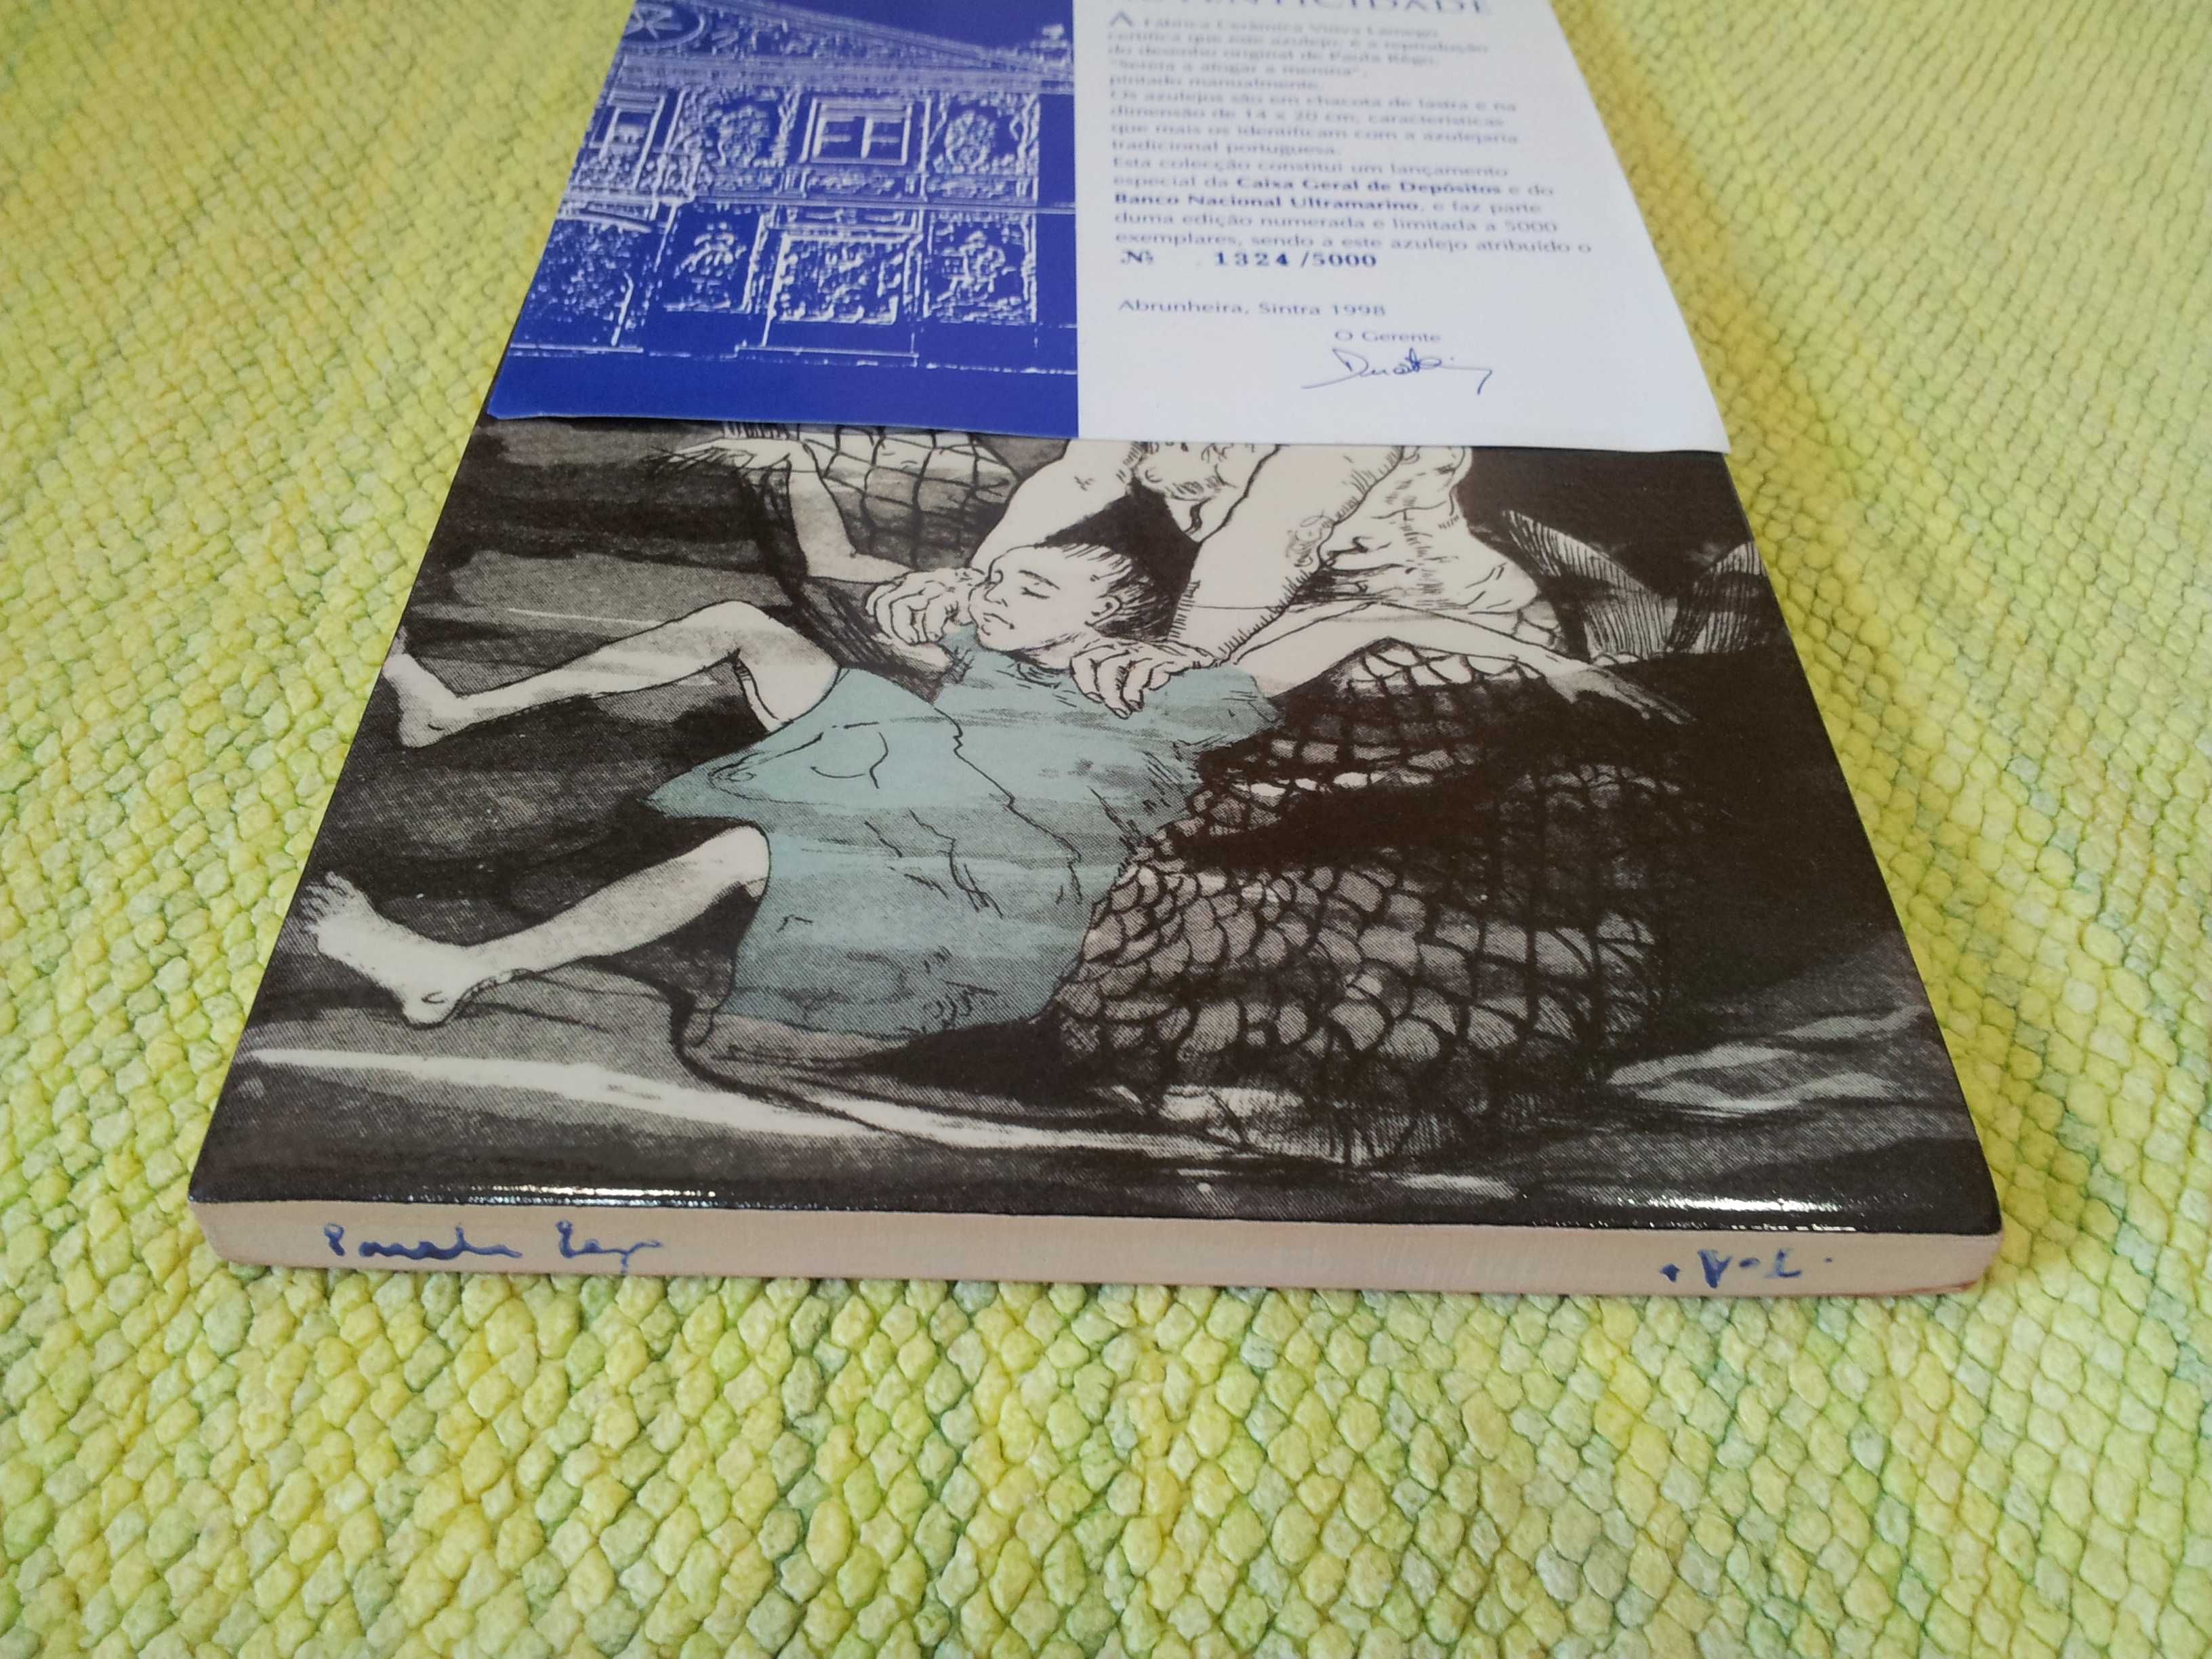 AUTENTICIDADE
A Fábrica Cerâmica Viúva Lamego
certifica que este azulejo, é a reprodução
do desenho original de Paula Rêgo,
"Sereia a afogar a menina",
pintado manualmente.
Os azulejos são em chacota de lastra e na
dimensão de 14 x 20 cm, características
que mais os identificam com a azulejaria
tradicional portuguesa.
Esta colecção constitui um lançamento
especial da Caixa Geral de Depósitos e do
Banco Nacional Ultramarino, e faz parte
duma edição numerada e limitada a 5000
exemplares, sendo a este azulejo atribuído o
Nº 1324/5000
Abrunheira, Sintra 1998
O Gerente
Paula Rego
V.L.